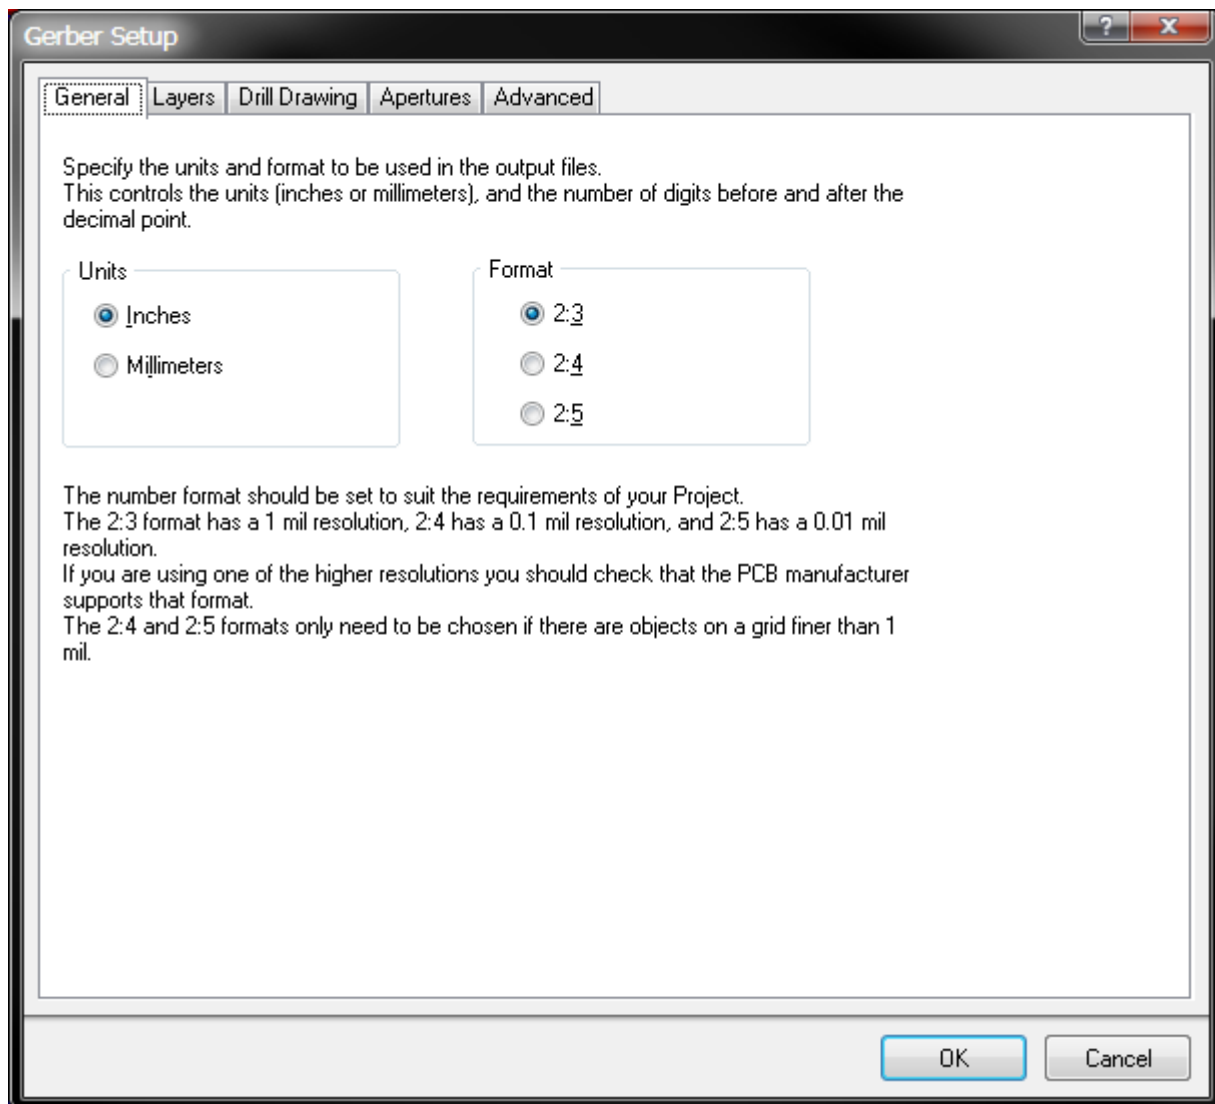 Gerber Setup
General Layers Drill Drawing Apertures Advanced
Specify the units and format to be used in the output files.
This controls the units (inches or millimeters), and the number of digits before and after the
decimal point.
Units
Inches
Millimeters
Format
2:3
2:4
2:5
The number format should be set to suit the requirements of your Project.
The 2:3 format has a 1 mil resolution, 2:4 has a 0.1 mil resolution, and 2:5 has a 0.01 mil
resolution.
If you are using one of the higher resolutions you should check that the PCB manufacturer
supports that format.
The 2:4 and 2:5 formats only need to be chosen if there are objects on a grid finer than 1
mil.
OK Cancel